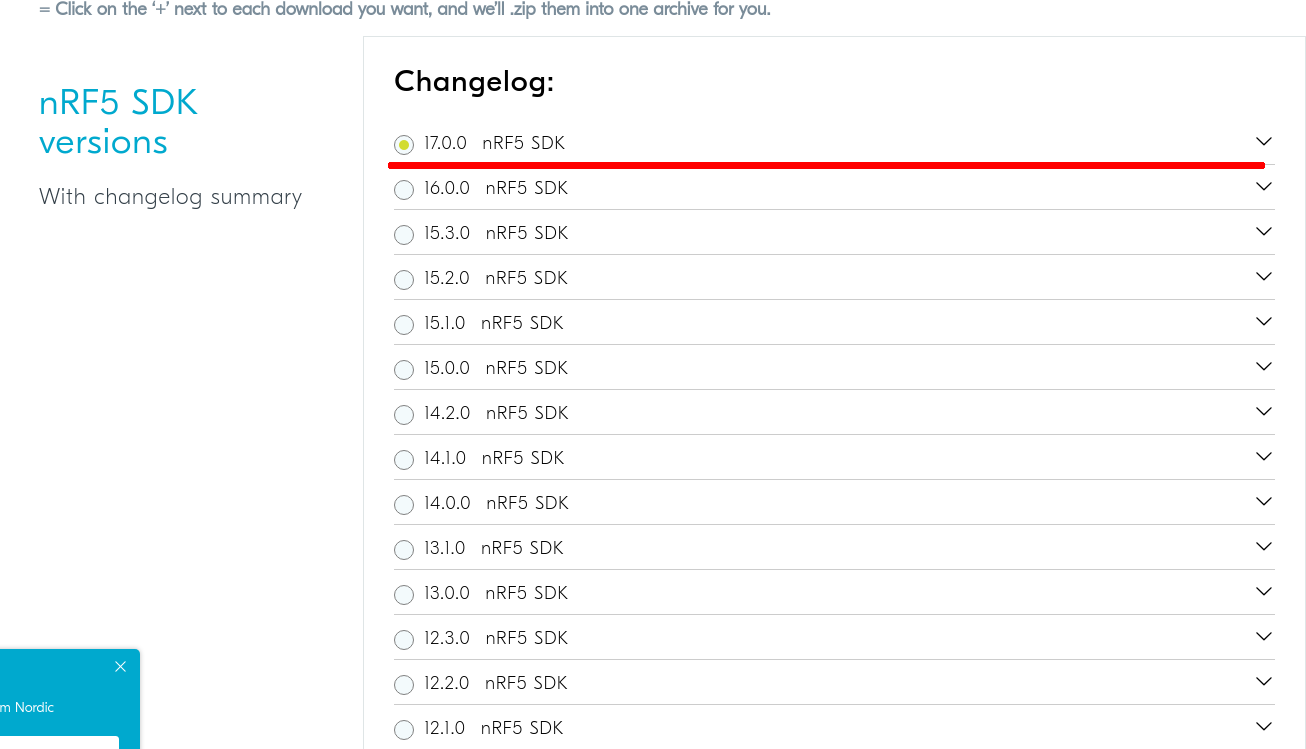 = Click on the ‘+’ next to each download you want, and we’ll .zip them into one archive for you.
nRF5 SDK
versions
With changelog summary
Changelog:
17.0.0 nRF5 SDK
16.0.0 nRF5 SDK
15.3.0 nRF5 SDK
15.2.0 nRF5 SDK
15.1.0 nRF5 SDK
15.0.0 nRF5 SDK
14.2.0 nRF5 SDK
14.1.0 nRF5 SDK
14.0.0 nRF5 SDK
13.1.0 nRF5 SDK
13.0.0 nRF5 SDK
12.3.0 nRF5 SDK
12.2.0 nRF5 SDK
12.1.0 nRF5 SDK
m Nordic